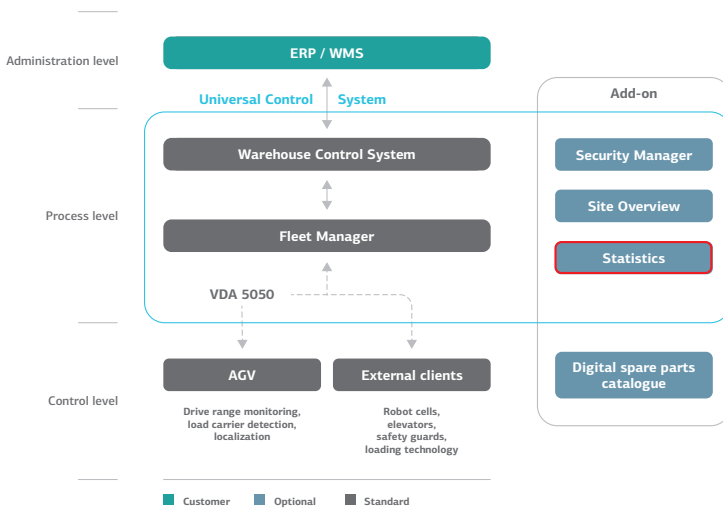 Administration level
ERP / WMS
Universal Control System
Add-on
Process level
Warehouse Control System
Security Manager
Site Overview
Fleet Manager
Statistics
VDA 5050
Control level
AGV
External clients
Digital spare parts
catalogue
Drive range monitoring,
load carrier detection,
localization
Robot cells,
elevators,
safety guards,
loading technology
Customer
Optional
Standard